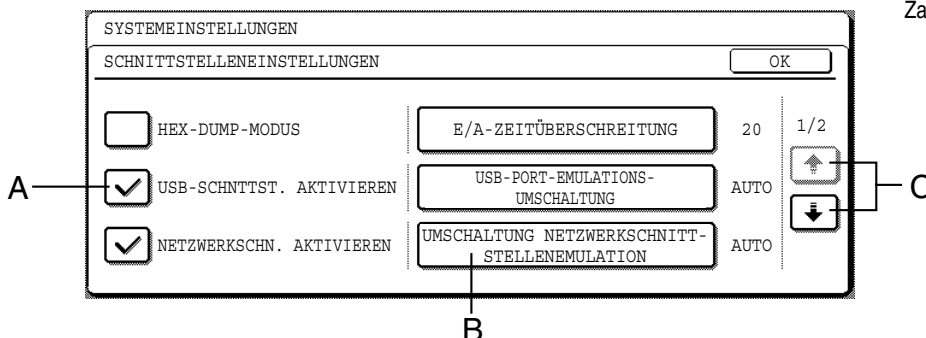 Za
SYSTEMEINSTELLUNGEN
SCHNITTSTELLENEINSTELLUNGEN
OK
HEX-DUMP-MODUS
E/A-ZEITÜBERSCHREITUNG
20
1/2
A
USB-SCHNTTST. AKTIVIEREN
USB-PORT-EMULATIONS-
UMSCHALTUNG
AUTO
C
NETZWERKSCHN. AKTIVIEREN
UMSCHALTUNG NETZWERKSCHNITT-
STELLENEMULATION
AUTO
B